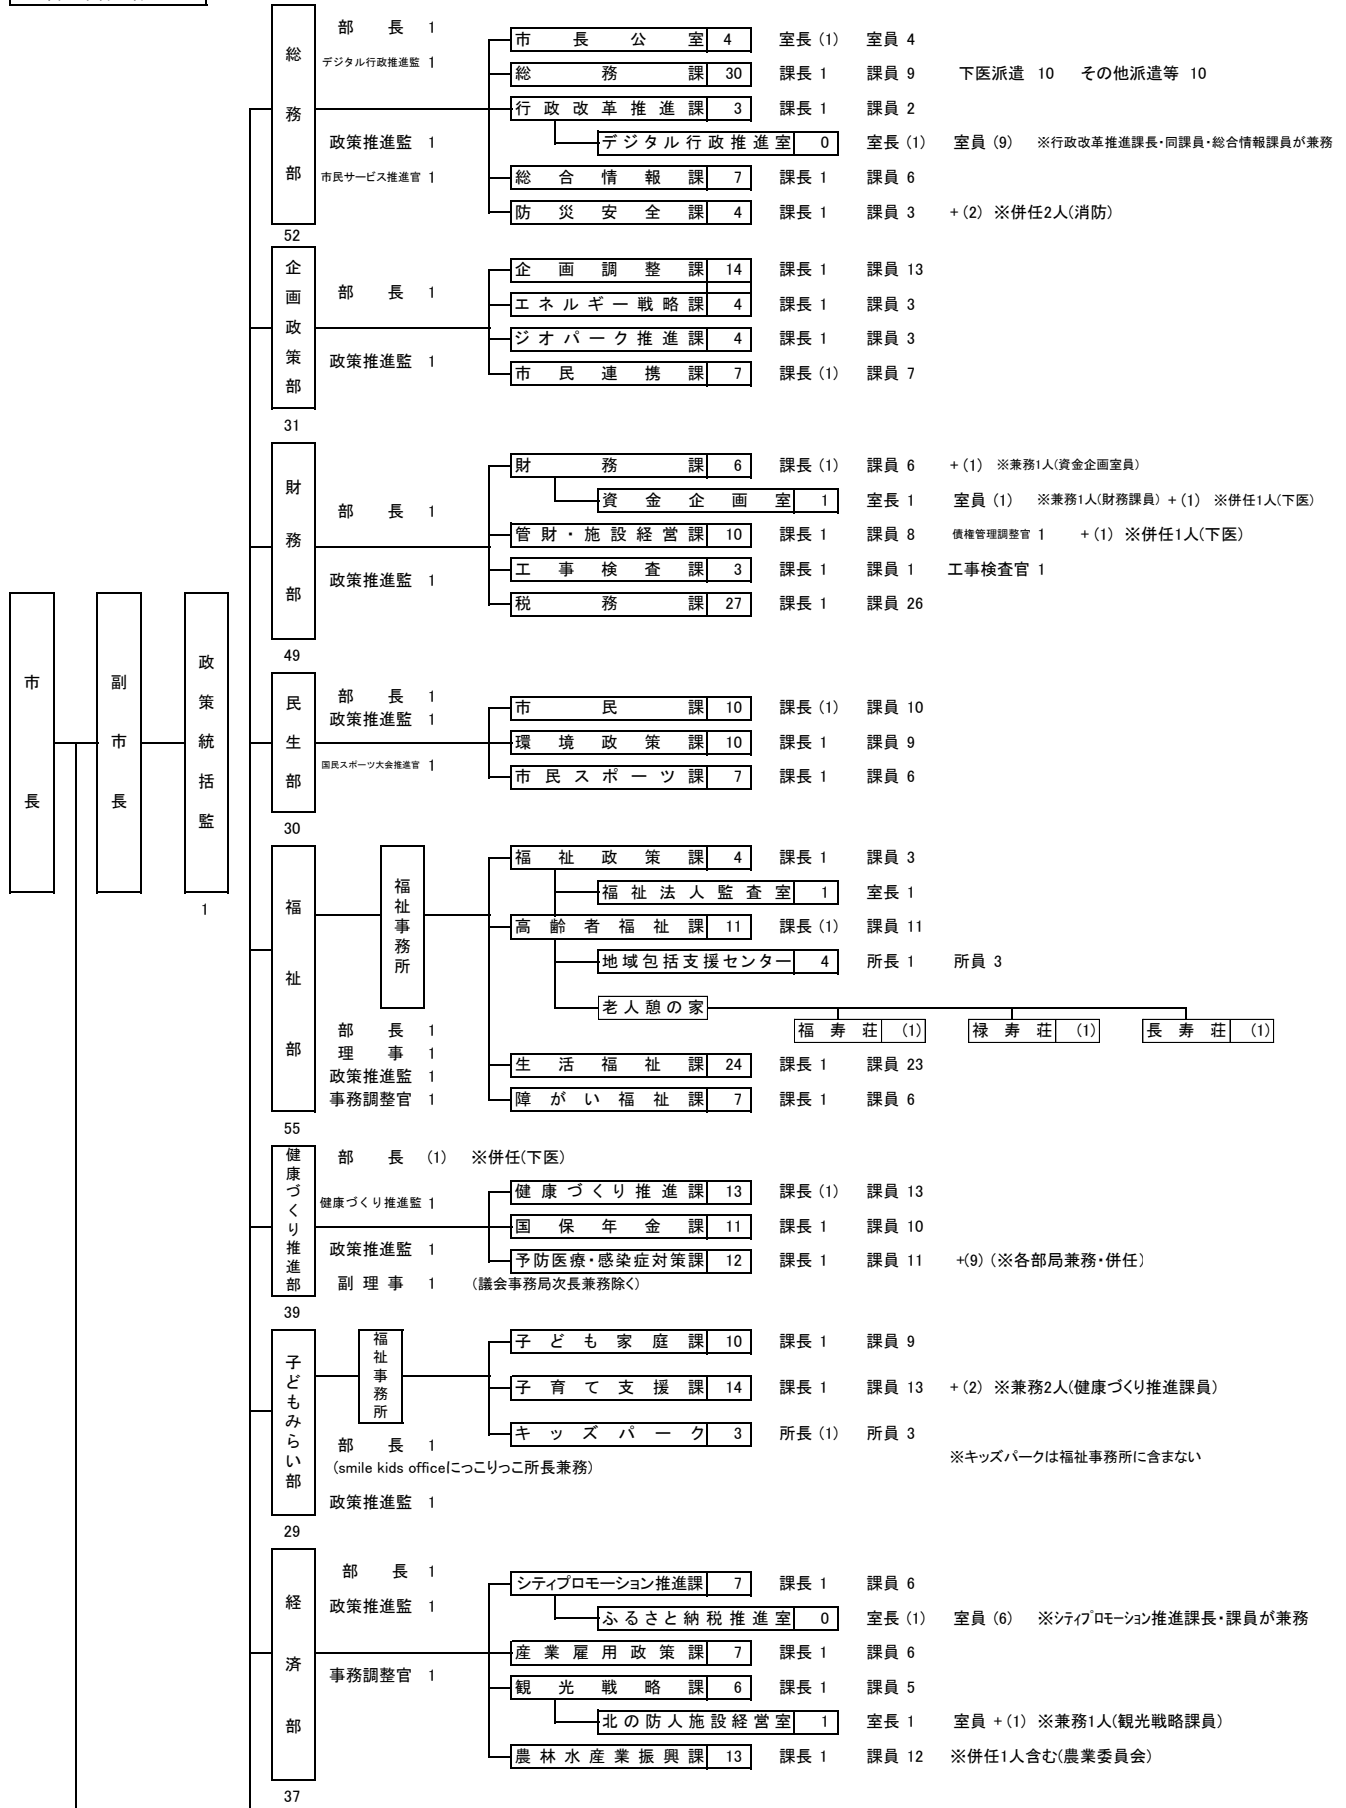 市長
副市長
政策統括監
1
総務部
52
部長 1
デジタル行政推進監 1
政策推進監 1
市民サービス推進官 1
市長公室 4 室長 (1) 室員 4
総務課 30 課長 1 課員 9 下医派遣 10 その他派遣等 10
行政改革推進課 3 課長 1 課員 2
デジタル行政推進室 0 室長 (1) 室員 (9) ※行政改革推進課長・同課員・総合情報課員が兼務
総合情報課 7 課長 1 課員 6
防災安全課 4 課長 1 課員 3 + (2) ※併任2人(消防)
企画政策部
31
部長 1
政策推進監 1
企画調整課 14 課長 1 課員 13
エネルギー戦略課 4 課長 1 課員 3
ジオパーク推進課 4 課長 1 課員 3
市民連携課 7 課長 (1) 課員 7
財務部
49
部長 1
政策推進監 1
財務課 6 課長 (1) 課員 6 + (1) ※兼務1人(資金企画室員)
資金企画室 1 室長 1 室員 (1) ※兼務1人(財務課員) + (1) ※併任1人(下医)
管財・施設経営課 10 課長 1 課員 8 債権管理調整官 1 + (1) ※併任1人(下医)
工事検査課 3 課長 1 課員 1 工事検査官 1
税務課 27 課長 1 課員 26
民生部
30
部長 1
政策推進監 1
国民スポーツ大会推進官 1
市民課 10 課長 (1) 課員 10
環境政策課 10 課長 1 課員 9
市民スポーツ課 7 課長 1 課員 6
福祉部
55
福祉事務所
部長 1
理事 1
政策推進監 1
事務調整官 1
福祉政策課 4 課長 1 課員 3
福祉法人監査室 1 室長 1
高齢者福祉課 11 課長 (1) 課員 11
地域包括支援センター 4 所長 1 所員 3
老人憩の家
福寿荘 (1) 禄寿荘 (1) 長寿荘 (1)
生活福祉課 24 課長 1 課員 23
障がい福祉課 7 課長 1 課員 6
健康づくり推進部
39
部長 (1) ※併任(下医)
健康づくり推進監 1
政策推進監 1
副理事 1 (議会事務局次長兼務除く)
健康づくり推進課 13 課長 (1) 課員 13
国保年金課 11 課長 1 課員 10
予防医療・感染症対策課 12 課長 1 課員 11 +(9) (※各部局兼務・併任)
子どもみらい部
29
福祉事務所
部長 1
(smile kids officeにっこりっこ所長兼務)
政策推進監 1
子ども家庭課 10 課長 1 課員 9
子育て支援課 14 課長 1 課員 13 + (2) ※兼務2人(健康づくり推進課員)
キッズパーク 3 所長 (1) 所員 3
※キッズパークは福祉事務所に含まない
経済部
37
部長 1
政策推進監 1
事務調整官 1
シティプロモーション推進課 7 課長 1 課員 6
ふるさと納税推進室 0 室長 (1) 室員 (6) ※シティプロモーション推進課長・課員が兼務
産業雇用政策課 7 課長 1 課員 6
観光戦略課 6 課長 1 課員 5
北の防人施設経営室 1 室長 1 室員 + (1) ※兼務1人(観光戦略課員)
農林水産業振興課 13 課長 1 課員 12 ※併任1人含む(農業委員会)